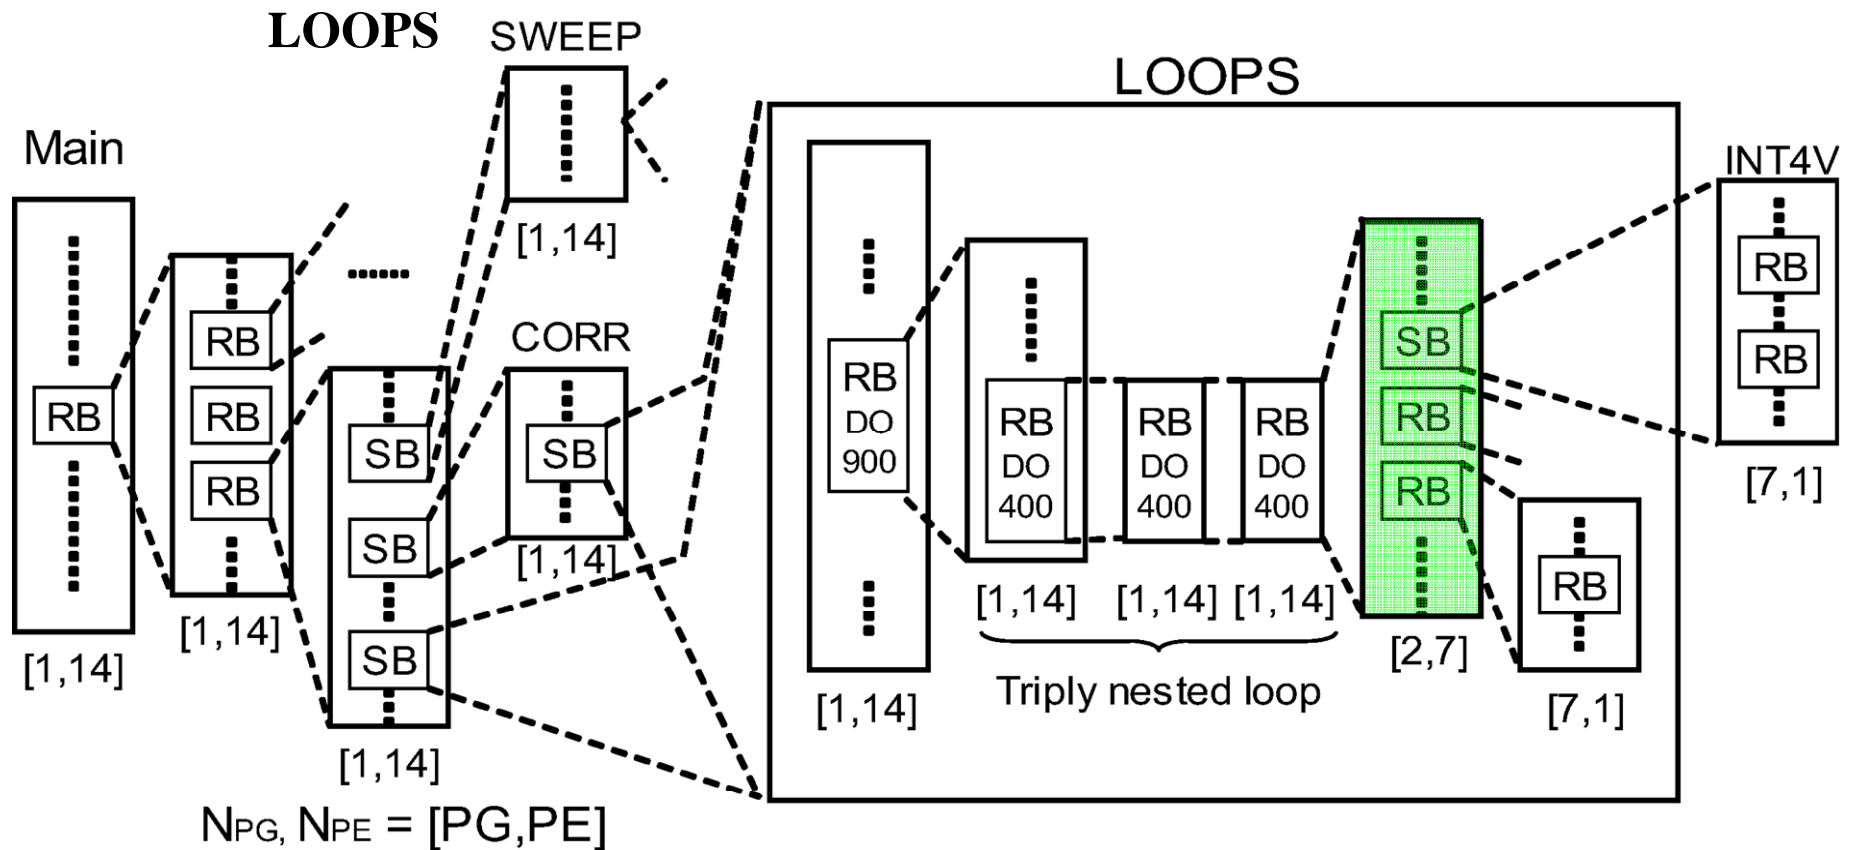 LOOPS
SWEEP
[1,14]
Main
RB
[1,14]
RB
RB
RB
[1,14]
SB
SB
SB
[1,14]
CORR
SB
[1,14]
LOOPS
RB
DO
900
[1,14]
RB
DO
400
[1,14]
RB
DO
400
[1,14]
RB
DO
400
[1,14]
Triply nested loop
SB
RB
RB
[2,7]
RB
[7,1]
INT4V
RB
RB
[7,1]
NPG, NPE = [PG,PE]